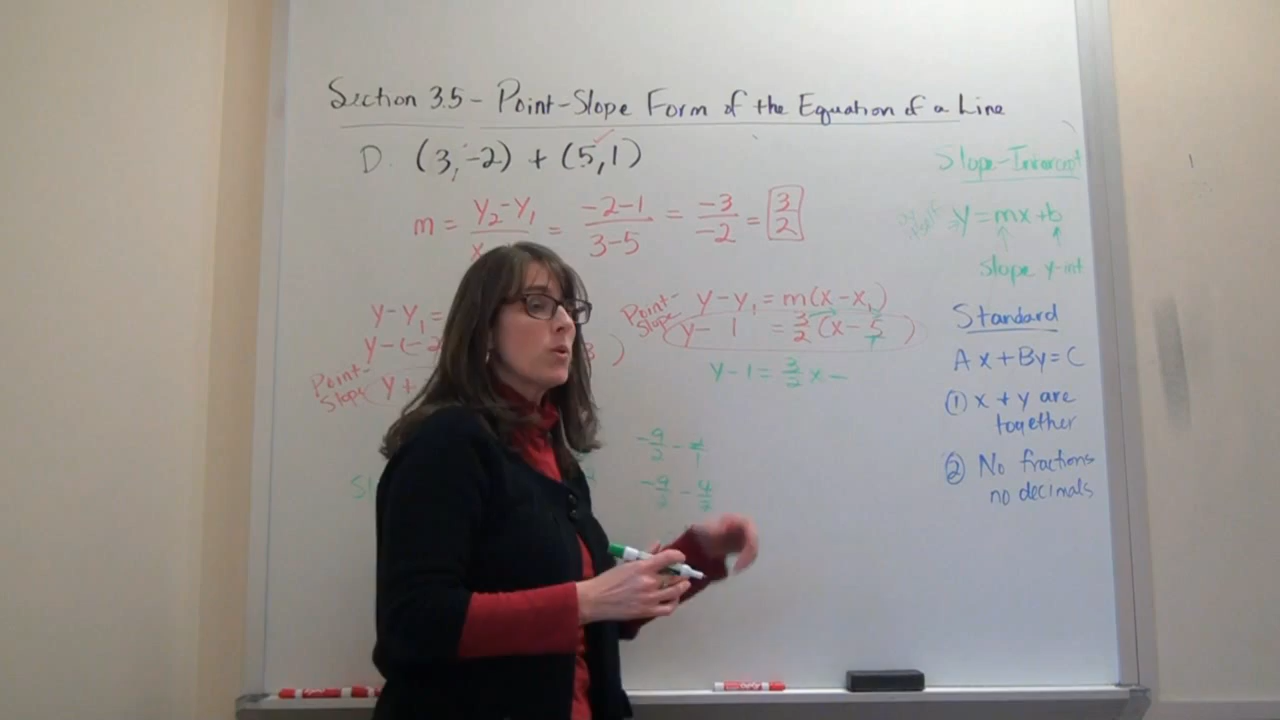 Section 3.5 - Point-Slope Form of the Equation of a Line
D. (3, -2) + (5, 1)
m = y₂-y₁/x = -2-1/3-5 = -3/-2 = 3/2
y-y₁ =
y-(-2
3 )
Point-Slope y +
Point-Slope y-y₁ = m(x-x₁)
y- 1 = 3/2 (x- 5 )
y-1 = 3/2 x -
-9/2 -
-9/2 - 4/2
Sl
Slope-Intercept
y = mx + b
slope y-int
Standard
Ax + By = C
① x + y are
together
② No fractions
no decimals